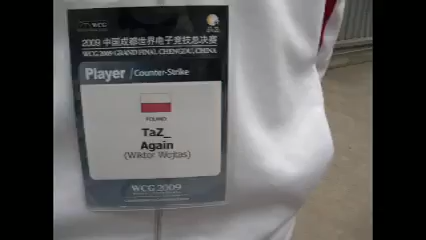 WCG
2009 中国成都世界电子竞技总决赛
WCG 2009 GRAND FINAL CHENGDU, CHINA
Player / Counter-Strike
POLAND
TaZ_
Again
(Wiktor Wojtas)
WCG 2009